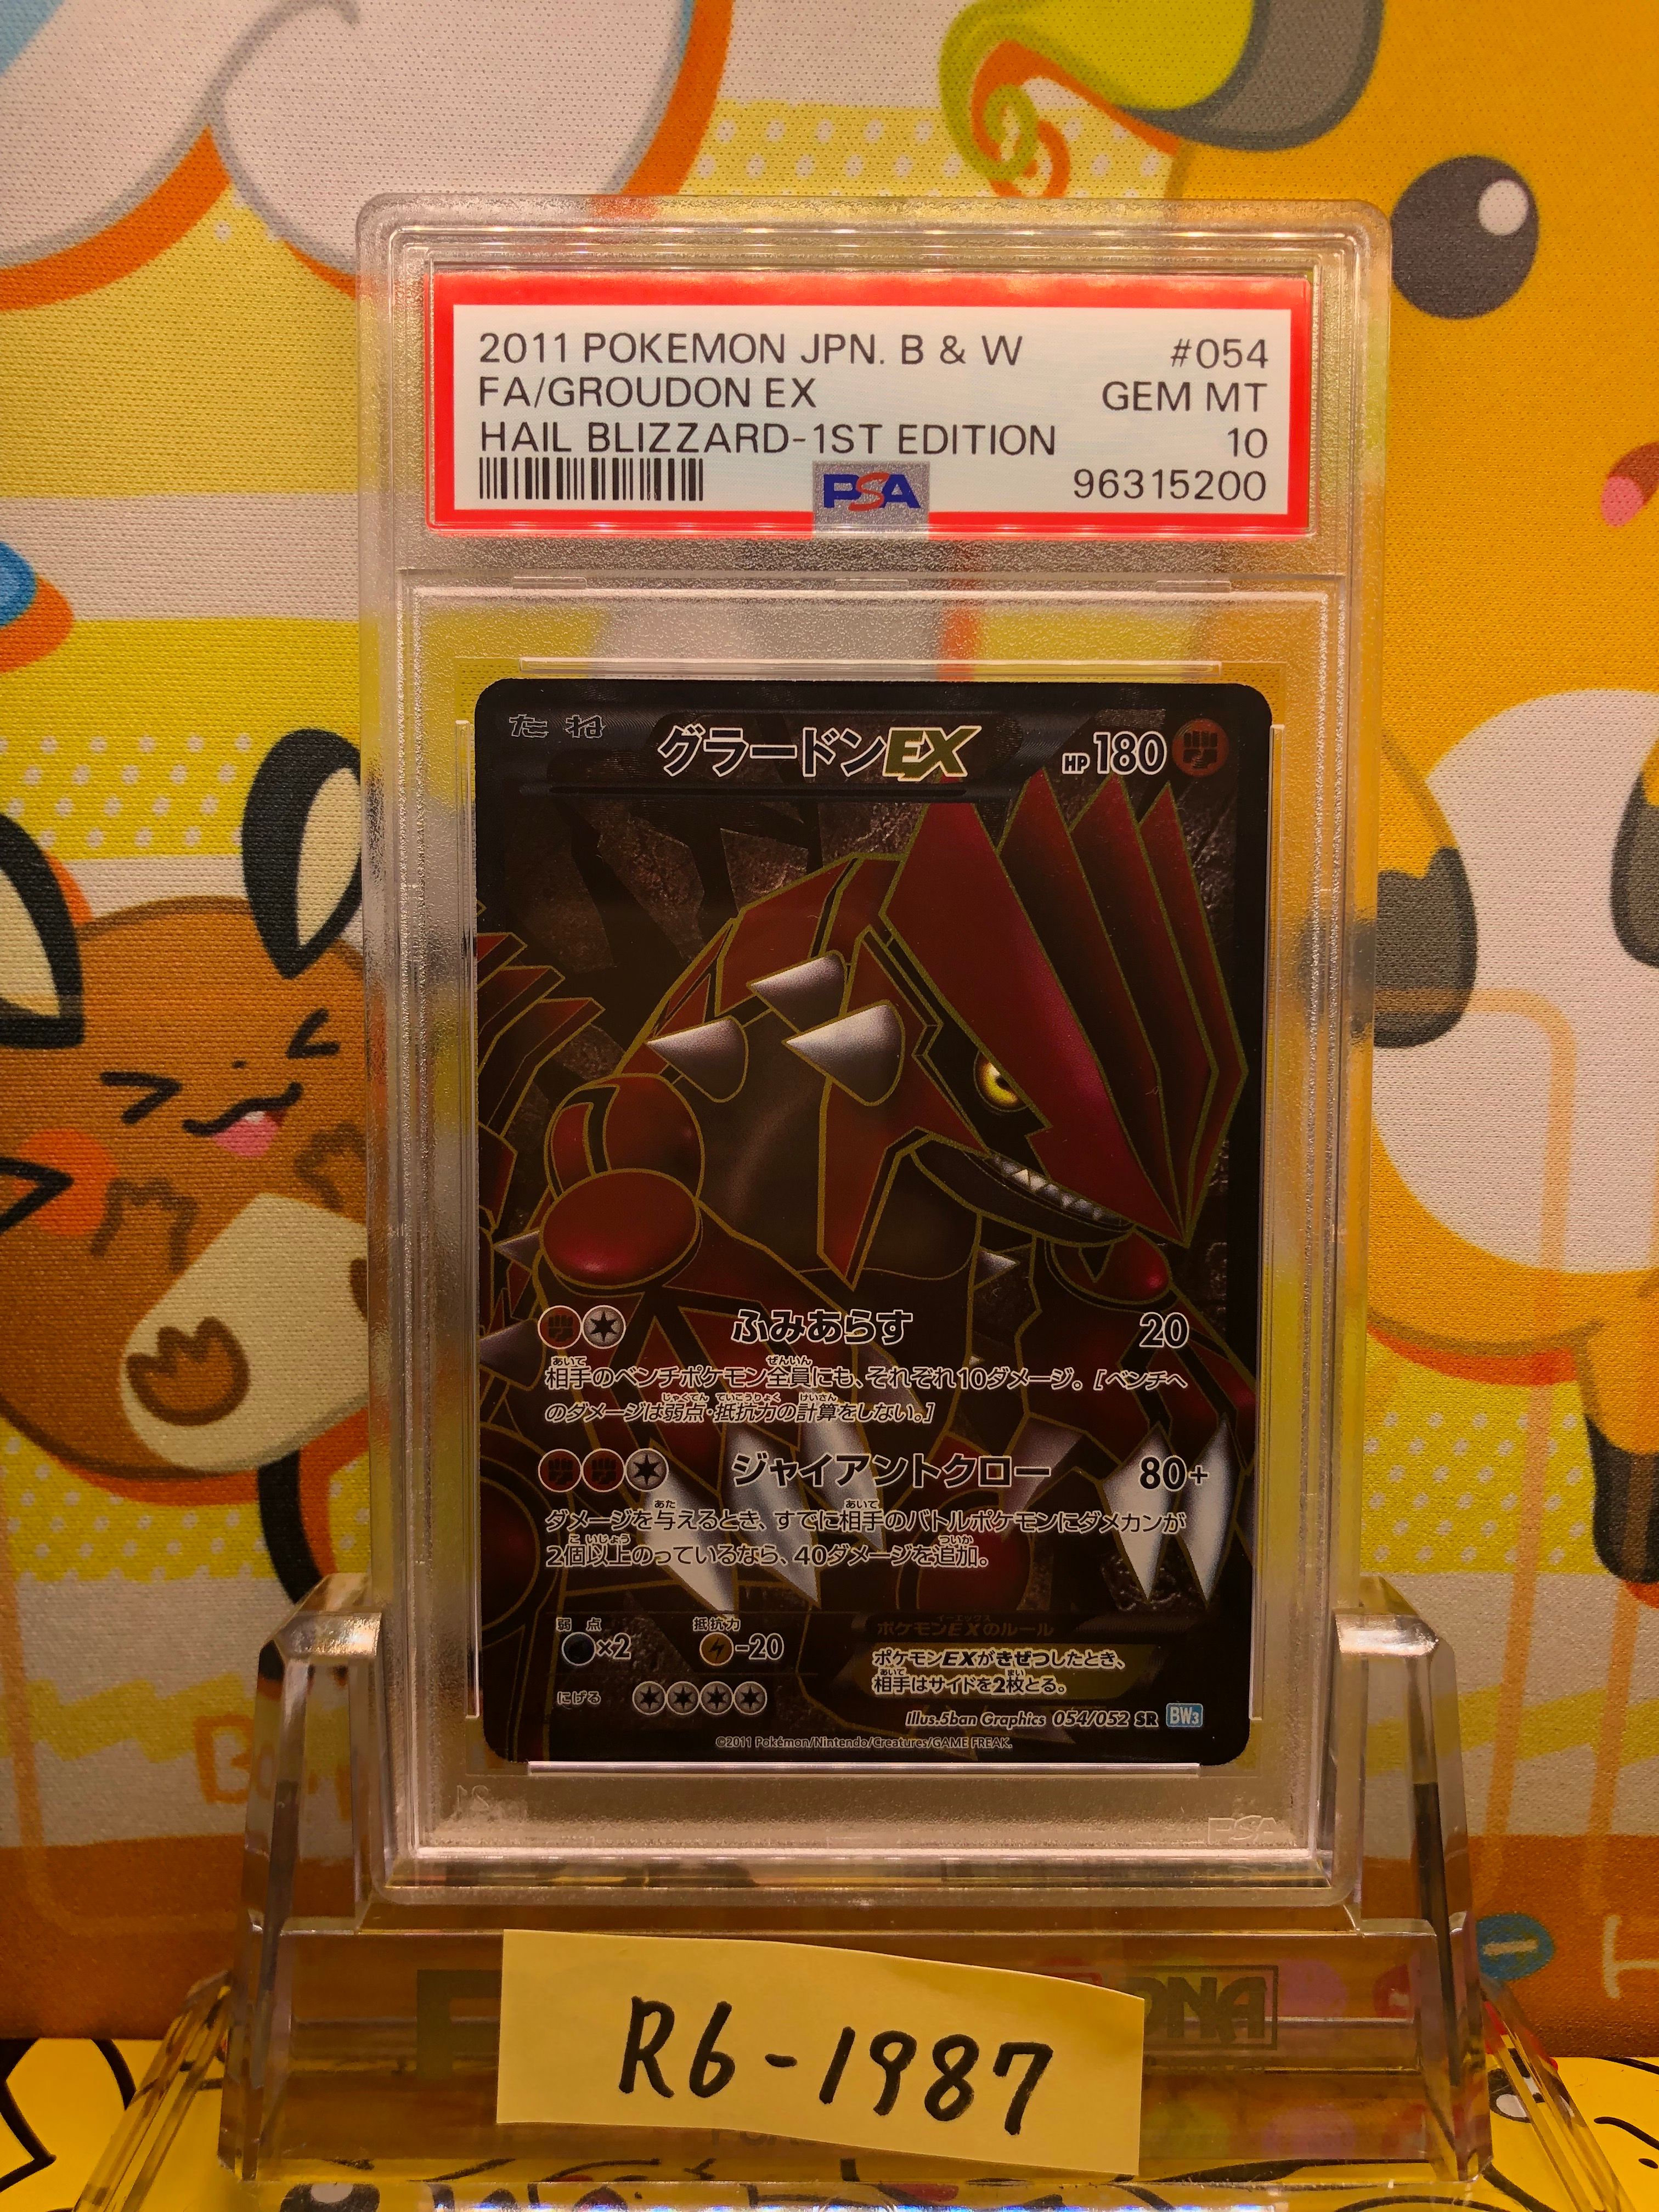 2011 POKEMON JPN. B & W #054
FA/GROUDON EX GEM MT
HAIL BLIZZARD-1ST EDITION 10
PSA 96315200
たね グラードンEX HP180
ふみあらす 20
相手のベンチポケモン全員にも、それぞれ10ダメージ。[ベンチへ
のダメージは弱点・抵抗力の計算をしない。]
ジャイアントクロー 80+
ダメージを与えるとき、すでに相手のバトルポケモンにダメカンが
2個以上のっているなら、40ダメージを追加。
弱点 ×2 抵抗力 -20
にげる
ポケモンEXのルール
ポケモンEXがきぜつしたとき、
相手はサイドを2枚とる。
Illus.5ban Graphics 054/052 SR BW3
©2011 Pokémon/Nintendo/Creatures/GAME FREAK.
PSA
R6-1987